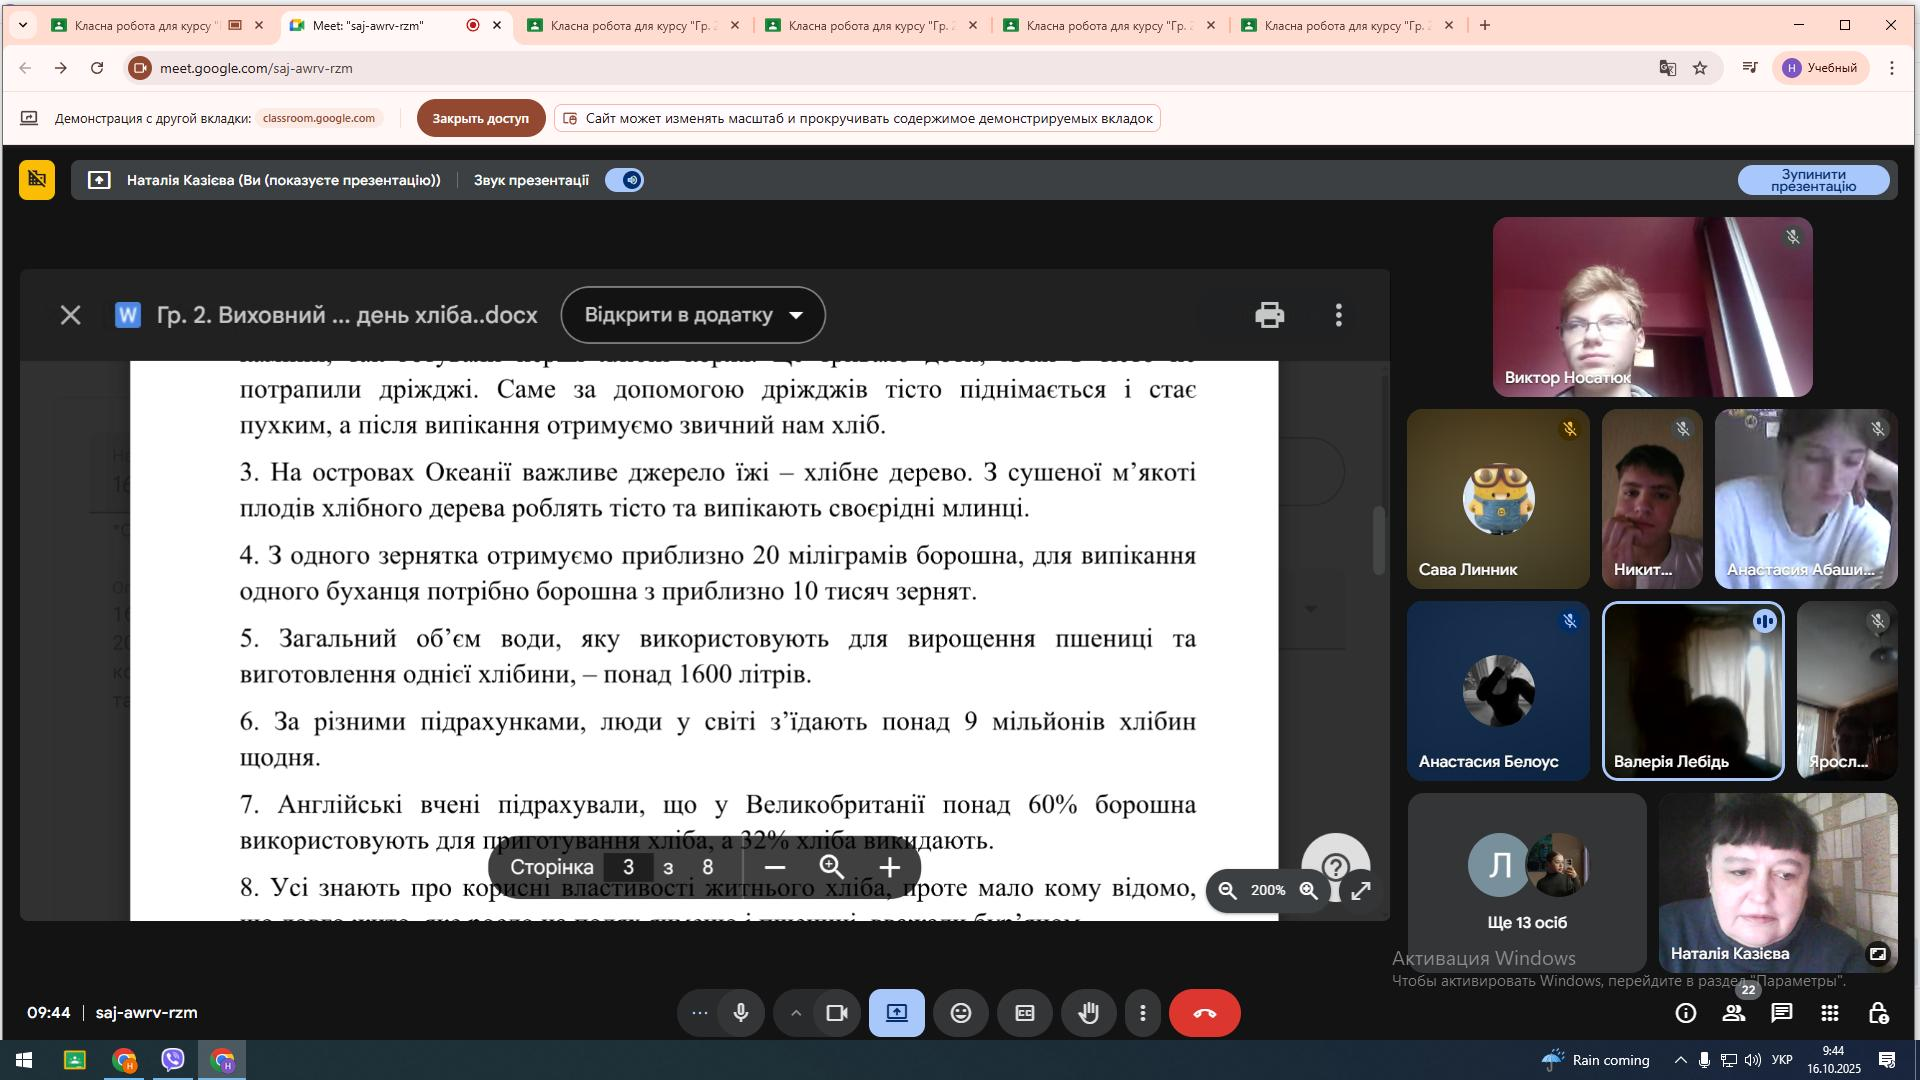 Класна робота для курсу "І
Meet: "saj-awrv-rzm"
Класна робота для курсу "Гр. 2
Класна робота для курсу "Гр. 2
Класна робота для курсу "Гр. 2
Класна робота для курсу "Гр. 2
meet.google.com/saj-awrv-rzm
Н
Учебный
Демонстрация с другой вкладки:
classroom.google.com
Закрыть доступ
Сайт может изменять масштаб и прокручивать содержимое демонстрируемых вкладок
Наталія Казієва (Ви (показуєте презентацію))
Звук презентації
Зупинити
презентацію
W
Гр. 2. Виховний ... день хліба..docx
Відкрити в додатку
потрапили дріжджі. Саме за допомогою дріжджів тісто піднімається і стає
пухким, а після випікання отримуємо звичний нам хліб.
3. На островах Океанії важливе джерело їжі – хлібне дерево. З сушеної м’якоті
плодів хлібного дерева роблять тісто та випікають своєрідні млинці.
4. З одного зернятка отримуємо приблизно 20 міліграмів борошна, для випікання
одного буханця потрібно борошна з приблизно 10 тисяч зернят.
5. Загальний об’єм води, яку використовують для вирощення пшениці та
виготовлення однієї хлібини, – понад 1600 літрів.
6. За різними підрахунками, люди у світі з’їдають понад 9 мільйонів хлібин
щодня.
7. Англійські вчені підрахували, що у Великобританії понад 60% борошна
використовують для приготування хліба, а 32% хліба викидають.
8. Усі знають про корисні властивості житнього хліба, проте мало кому відомо,
Сторінка 3 з 8
200%
Виктор Носатюк
Сава Линник
Никит...
Анастасия Абаши...
Анастасия Белоус
Валерія Лебідь
Яросл...
Л
Ще 13 осіб
Наталія Казієва
Активация Windows
Чтобы активировать Windows, перейдите в раздел "Параметры".
09:44
saj-awrv-rzm
22
Rain coming
УКР
9:44
16.10.2025